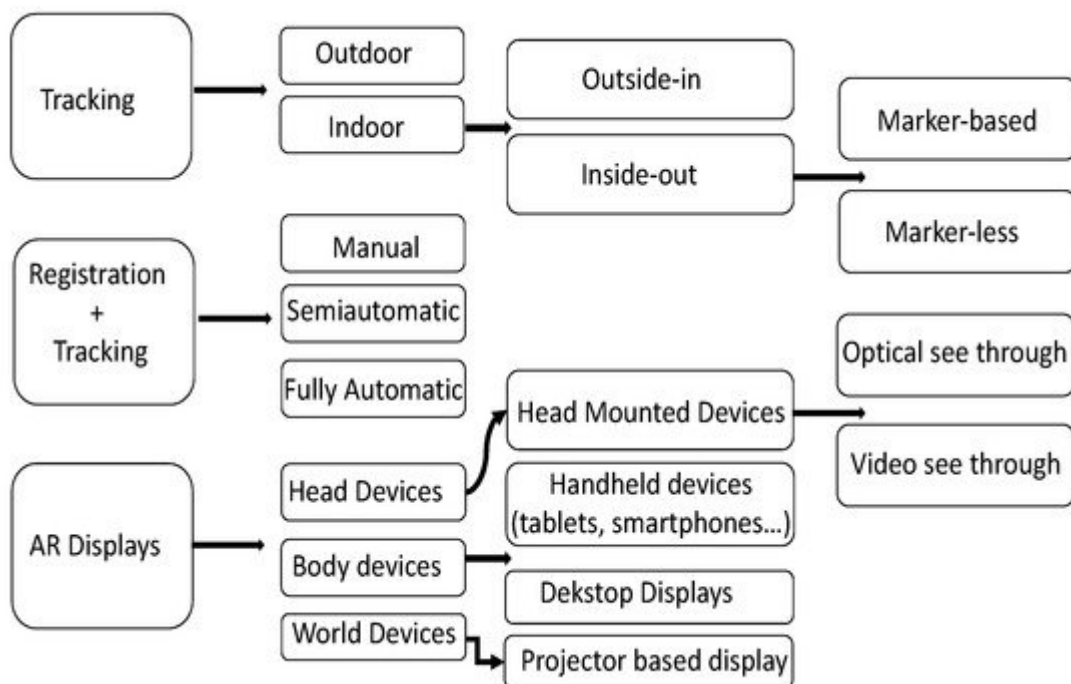 Tracking
Outdoor
Indoor
Outside-in
Inside-out
Marker-based
Marker-less
Registration
+
Tracking
Manual
Semiautomatic
Fully Automatic
AR Displays
Head Devices
Body devices
World Devices
Head Mounted Devices
Handheld devices
(tablets, smartphones...)
Dekstop Displays
Projector based display
Optical see through
Video see through